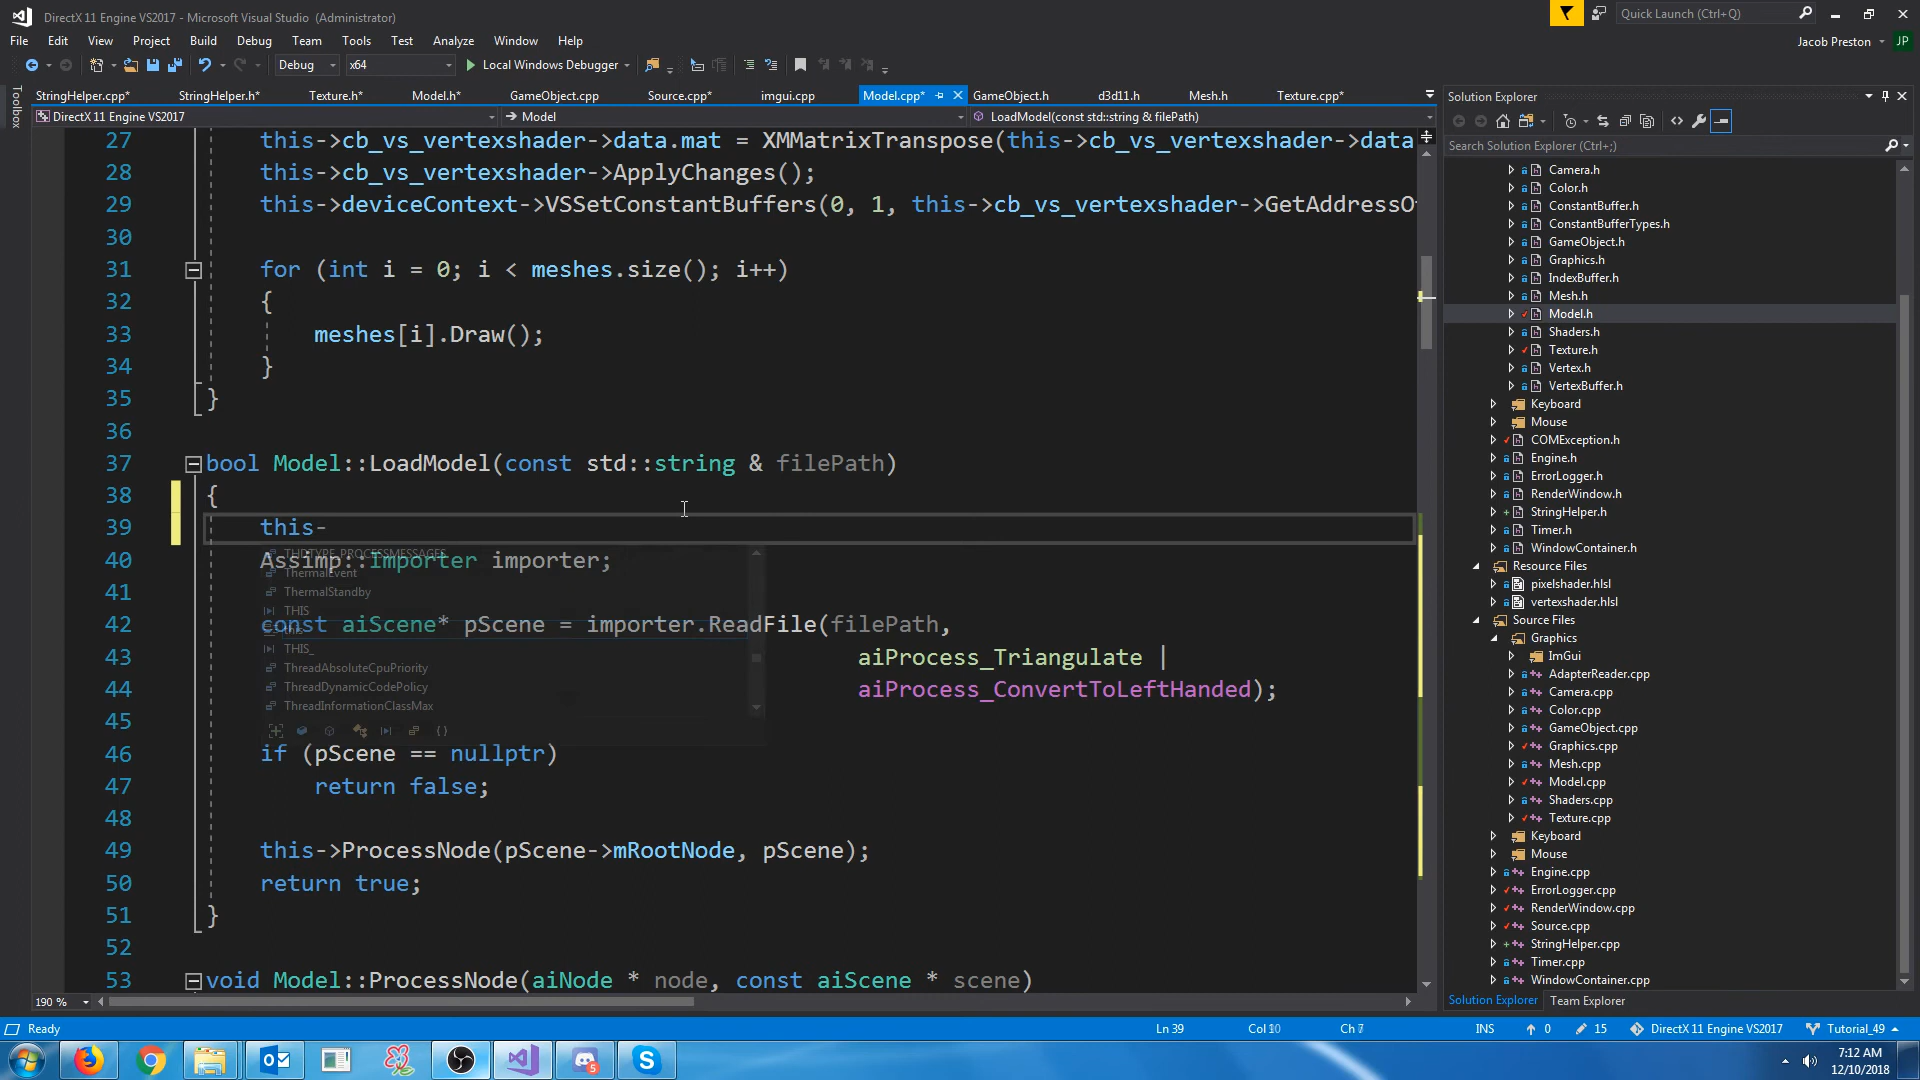 DirectX 11 Engine VS2017 - Microsoft Visual Studio (Administrator)
Quick Launch (Ctrl+Q)
File Edit View Project Build Debug Team Tools Test Analyze Window Help
Jacob Preston JP
Debug x64 Local Windows Debugger
Toolbox
StringHelper.cpp* StringHelper.h* Texture.h* Model.h* GameObject.cpp Source.cpp* imgui.cpp Model.cpp* GameObject.h d3d11.h Mesh.h Texture.cpp*
DirectX 11 Engine VS2017 Model LoadModel(const std::string & filePath)
27 this->cb_vs_vertexshader->data.mat = XMMatrixTranspose(this->cb_vs_vertexshader->data
28 this->cb_vs_vertexshader->ApplyChanges();
29 this->deviceContext->VSSetConstantBuffers(0, 1, this->cb_vs_vertexshader->GetAddressO
30
31 for (int i = 0; i < meshes.size(); i++)
32 {
33 meshes[i].Draw();
34 }
35 }
36
37 bool Model::LoadModel(const std::string & filePath)
38 {
39 this-
40 Assimp::Importer importer;
41
42 const aiScene* pScene = importer.ReadFile(filePath,
43 aiProcess_Triangulate |
44 aiProcess_ConvertToLeftHanded);
45
46 if (pScene == nullptr)
47 return false;
48
49 this->ProcessNode(pScene->mRootNode, pScene);
50 return true;
51 }
52
53 void Model::ProcessNode(aiNode * node, const aiScene * scene)
THDTYPE_PROCESSMESSAGES
ThermalEvent
ThermalStandby
THIS
this
THIS_
ThreadAbsoluteCpuPriority
ThreadDynamicCodePolicy
ThreadInformationClassMax
190 %
Solution Explorer
Search Solution Explorer (Ctrl+;)
Camera.h
Color.h
ConstantBuffer.h
ConstantBufferTypes.h
GameObject.h
Graphics.h
IndexBuffer.h
Mesh.h
Model.h
Shaders.h
Texture.h
Vertex.h
VertexBuffer.h
Keyboard
Mouse
COMException.h
Engine.h
ErrorLogger.h
RenderWindow.h
StringHelper.h
Timer.h
WindowContainer.h
Resource Files
pixelshader.hlsl
vertexshader.hlsl
Source Files
Graphics
ImGui
AdapterReader.cpp
Camera.cpp
Color.cpp
GameObject.cpp
Graphics.cpp
Mesh.cpp
Model.cpp
Shaders.cpp
Texture.cpp
Keyboard
Mouse
Engine.cpp
ErrorLogger.cpp
RenderWindow.cpp
Source.cpp
StringHelper.cpp
Timer.cpp
WindowContainer.cpp
Solution Explorer Team Explorer
Ready Ln 39 INS 0 15 DirectX 11 Engine VS2017 Tutorial_49
7:12 AM
12/10/2018